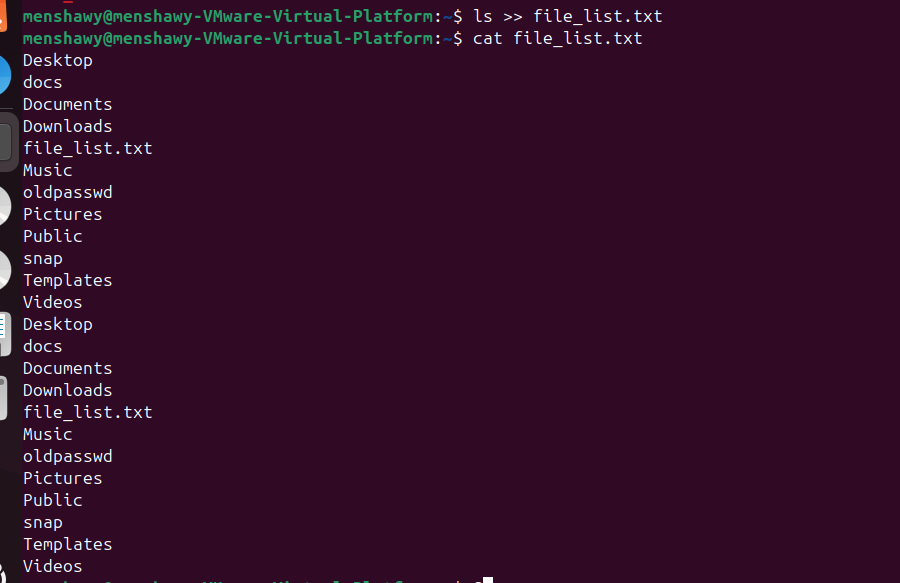 menshawy@menshawy-VMware-Virtual-Platform:~$ ls >> file_list.txt
menshawy@menshawy-VMware-Virtual-Platform:~$ cat file_list.txt
Desktop
docs
Documents
Downloads
file_list.txt
Music
oldpasswd
Pictures
Public
snap
Templates
Videos
Desktop
docs
Documents
Downloads
file_list.txt
Music
oldpasswd
Pictures
Public
snap
Templates
Videos